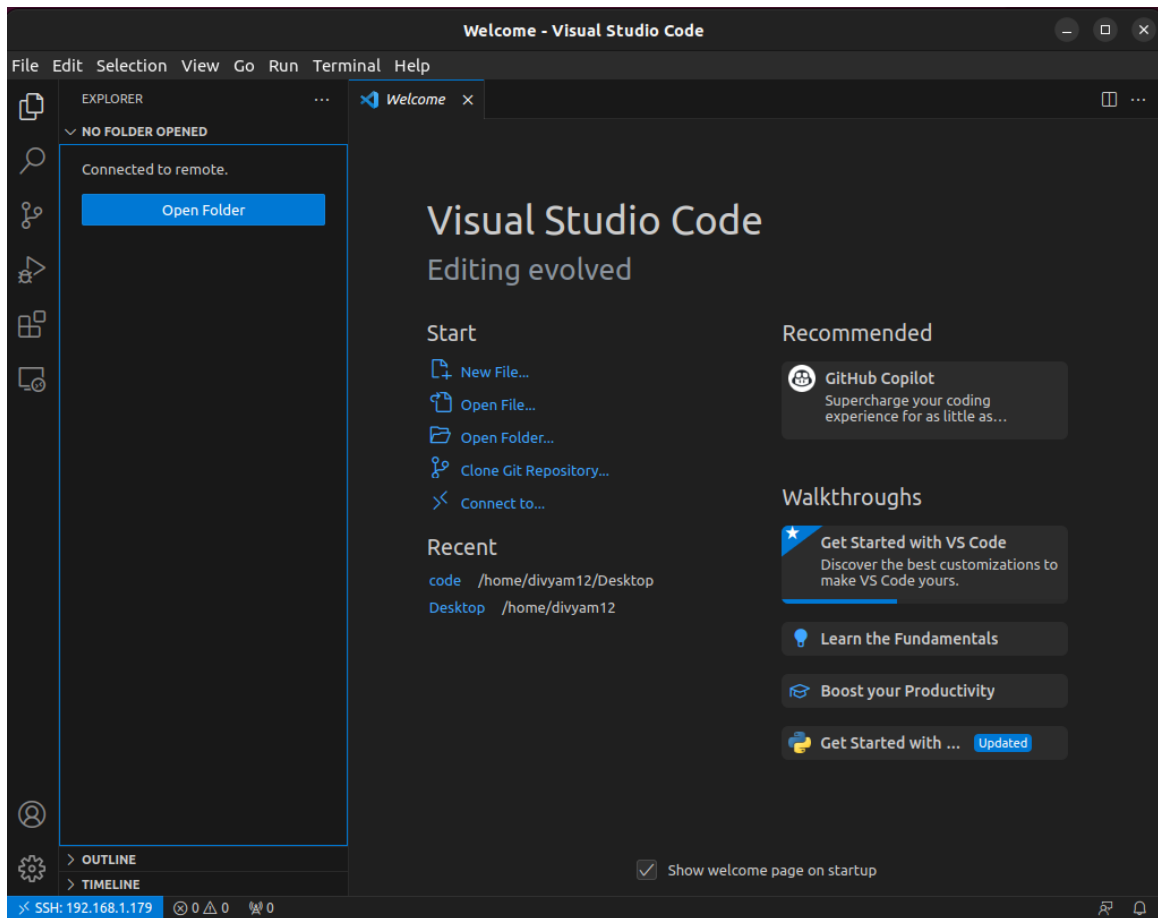 Welcome - Visual Studio Code
File Edit Selection View Go Run Terminal Help
EXPLORER
Welcome
NO FOLDER OPENED
Connected to remote.
Open Folder
Visual Studio Code
Editing evolved
Start
New File...
Open File...
Open Folder...
Clone Git Repository...
Connect to...
Recent
code /home/divyam12/Desktop
Desktop /home/divyam12
Recommended
GitHub Copilot
Supercharge your coding
experience for as little as...
Walkthroughs
Get Started with VS Code
Discover the best customizations to
make VS Code yours.
Learn the Fundamentals
Boost your Productivity
Get Started with ... Updated
Show welcome page on startup
OUTLINE
TIMELINE
SSH: 192.168.1.179 0 0 0